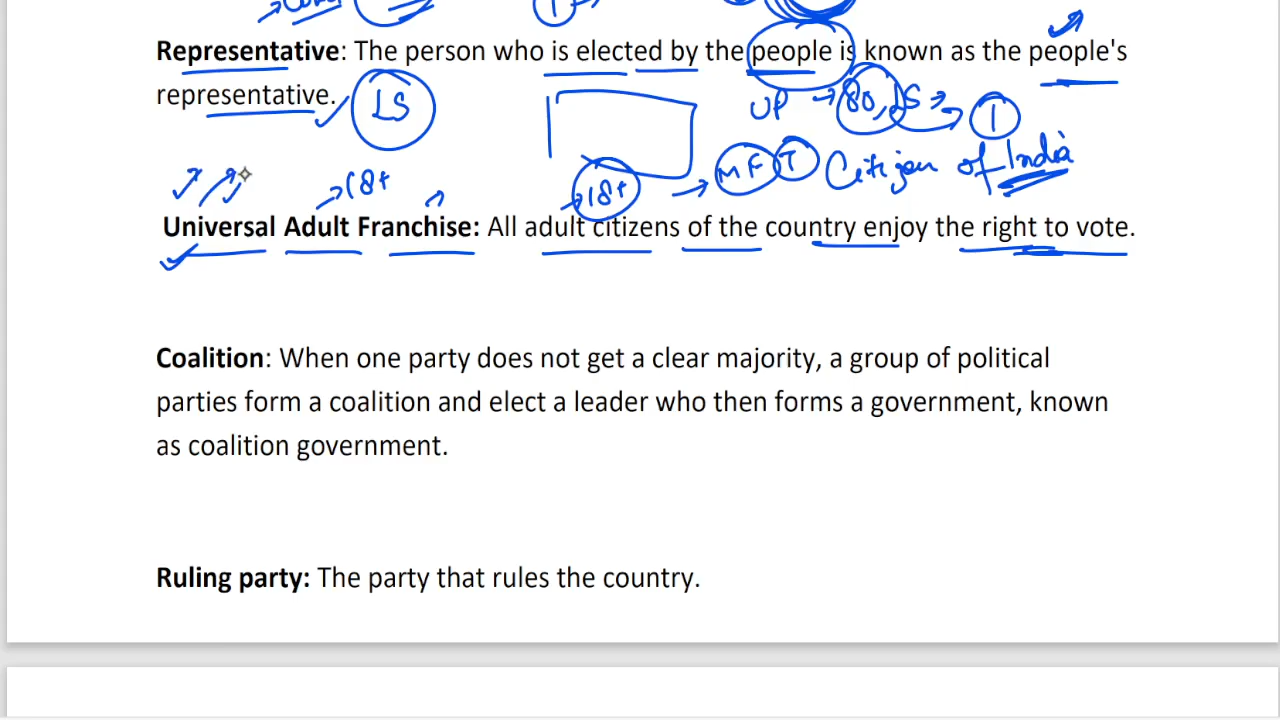 Representative: The person who is elected by the people is known as the people's
representative. LS UP → 80, LS → 1
18+ 18+ → M F T Citizen of India
Universal Adult Franchise: All adult citizens of the country enjoy the right to vote.
Coalition: When one party does not get a clear majority, a group of political
parties form a coalition and elect a leader who then forms a government, known
as coalition government.
Ruling party: The party that rules the country.